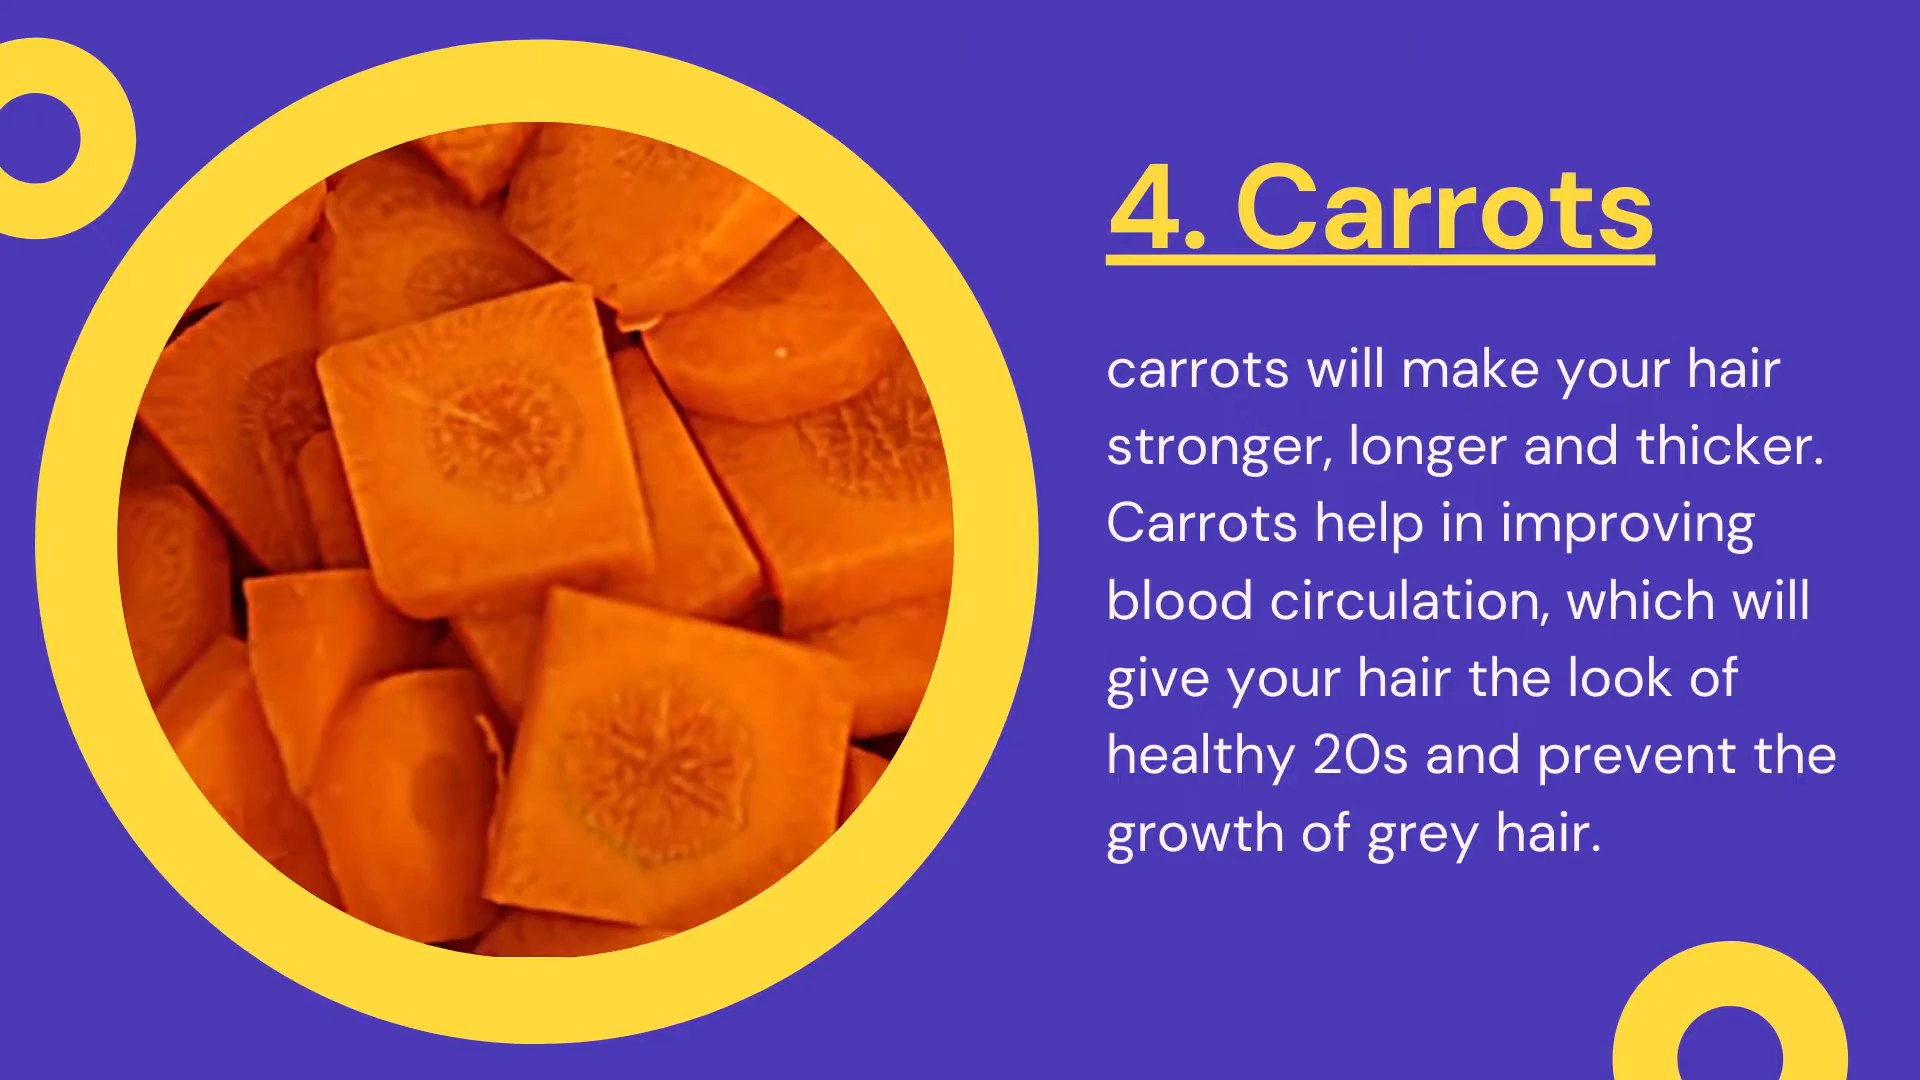 4. Carrots
carrots will make your hair
stronger, longer and thicker.
Carrots help in improving
blood circulation, which will
give your hair the look of
healthy 20s and prevent the
growth of grey hair.